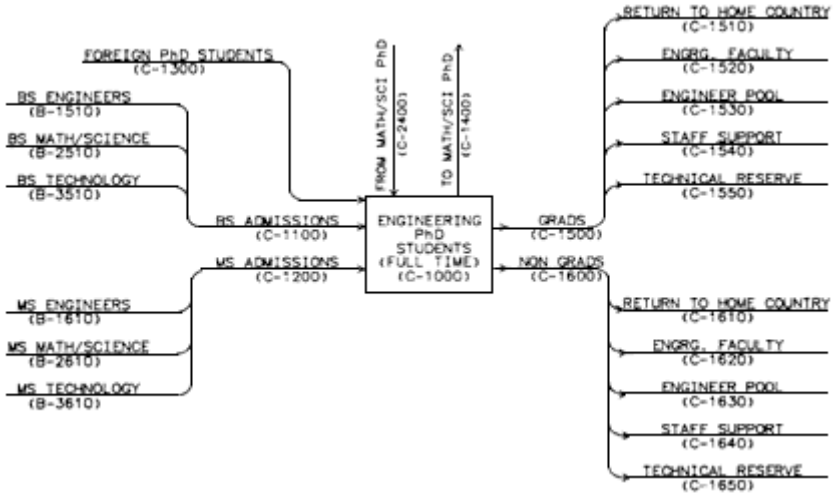 FOREIGN PhD STUDENTS
(C-1300)
BS ENGINEERS
(B-1510)
BS MATH/SCIENCE
(B-2510)
BS TECHNOLOGY
(B-3510)
BS ADMISSIONS
(C-1100)
MS ADMISSIONS
(C-1200)
MS ENGINEERS
(B-1610)
MS MATH/SCIENCE
(B-2610)
MS TECHNOLOGY
(B-3610)
FROM MATH/SCI PhD
(C-2400)
TO MATH/SCI PhD
(C-1400)
ENGINEERING
PhD
STUDENTS
(FULL TIME)
(C-1000)
GRADS
(C-1500)
NON GRADS
(C-1600)
RETURN TO HOME COUNTRY
(C-1510)
ENGRG. FACULTY
(C-1520)
ENGINEER POOL
(C-1530)
STAFF SUPPORT
(C-1540)
TECHNICAL RESERVE
(C-1550)
RETURN TO HOME COUNTRY
(C-1610)
ENGRG. FACULTY
(C-1620)
ENGINEER POOL
(C-1630)
STAFF SUPPORT
(C-1640)
TECHNICAL RESERVE
(C-1650)